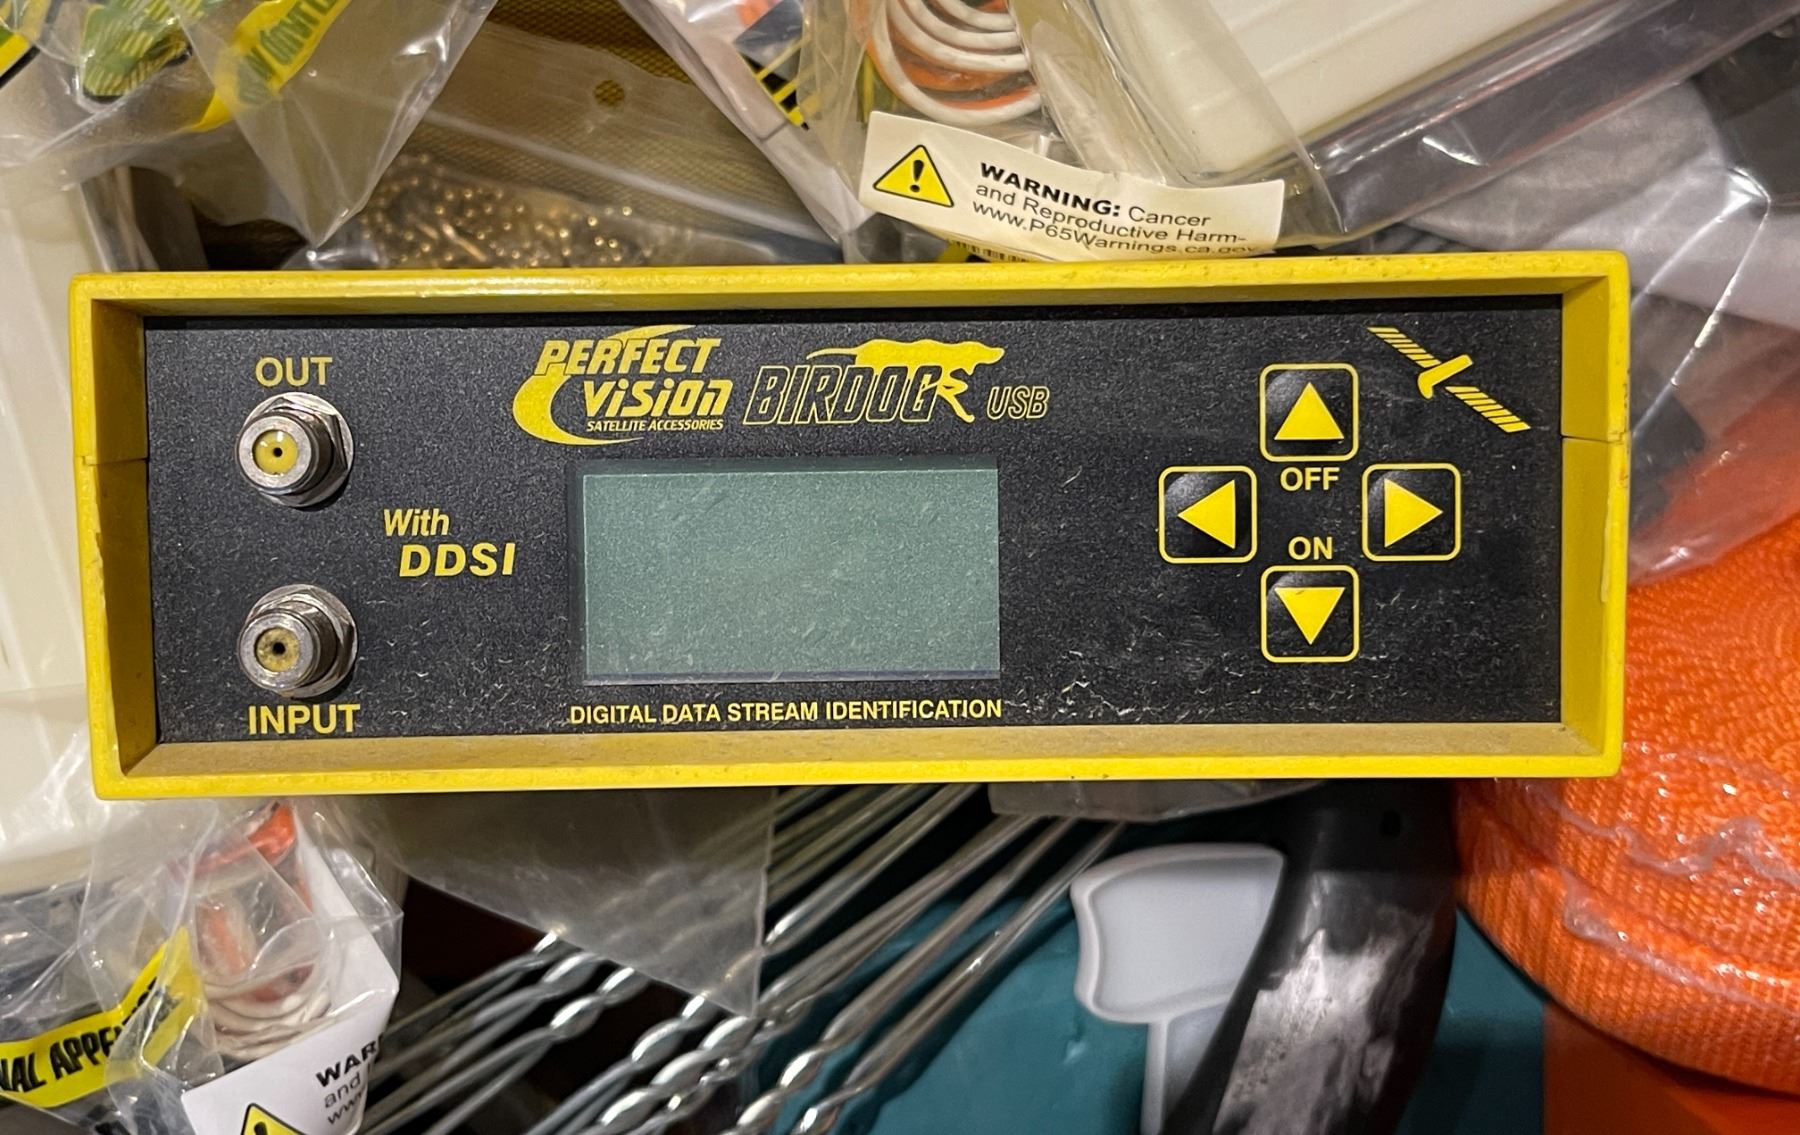 WARNING: Cancer
and Reproductive Harm-
www.P65Warnings.ca.gov
OUT
PERFECT
ViSiON
SATELLITE ACCESSORIES
BIRDOG USB
With
DDSI
OFF
ON
INPUT
DIGITAL DATA STREAM IDENTIFICATION
and